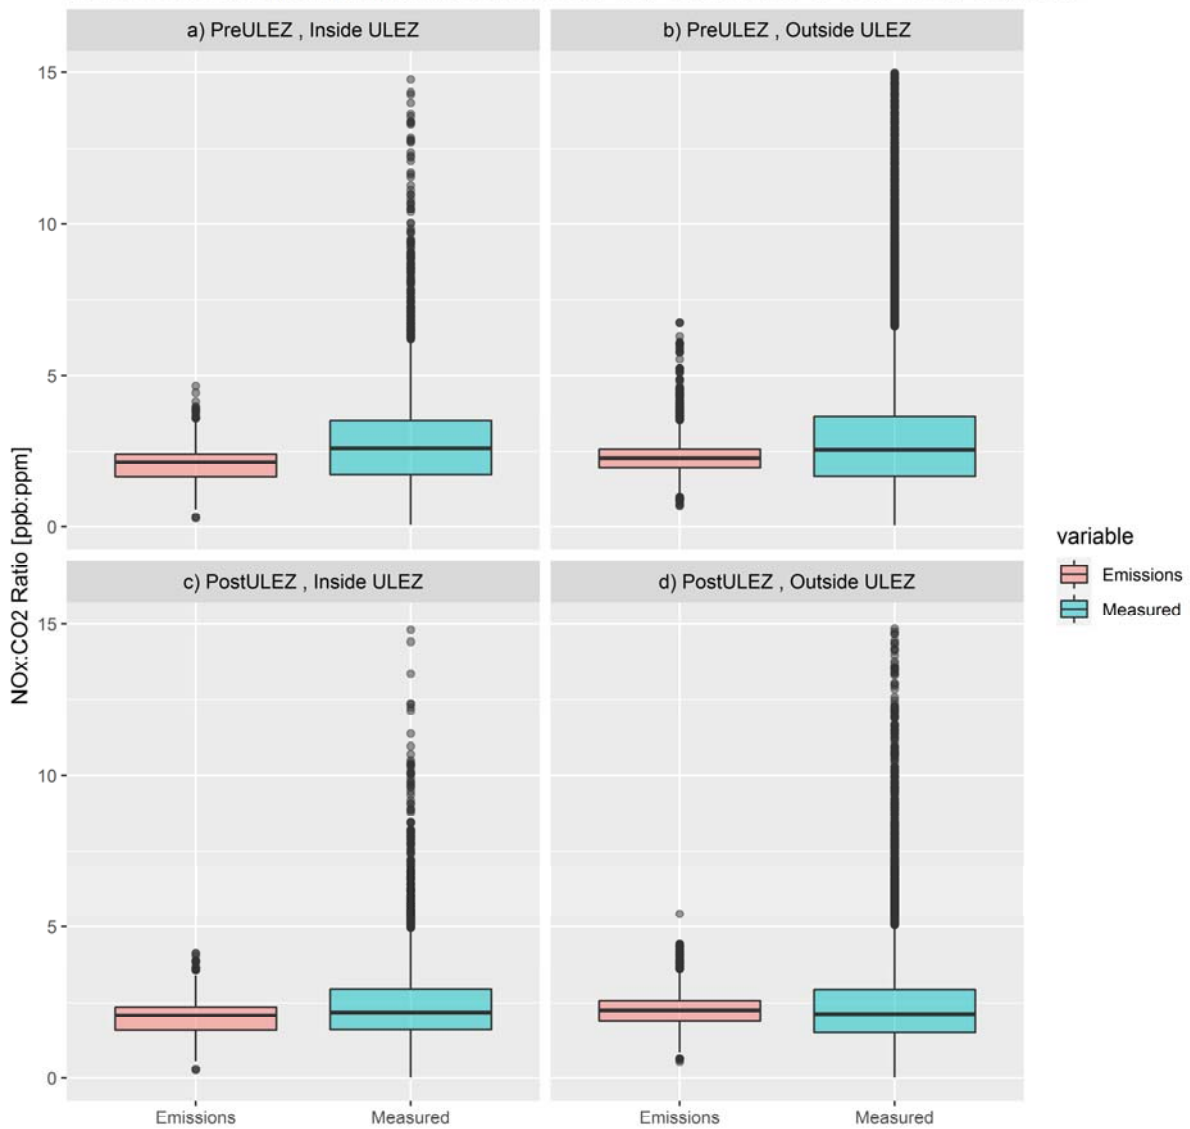 a) PreULEZ , Inside ULEZ
b) PreULEZ , Outside ULEZ
15
10
5
0
c) PostULEZ , Inside ULEZ
d) PostULEZ , Outside ULEZ
15
10
5
0
Emissions
Measured
Emissions
Measured
NOx:CO2 Ratio [ppb:ppm]
variable
Emissions
Measured